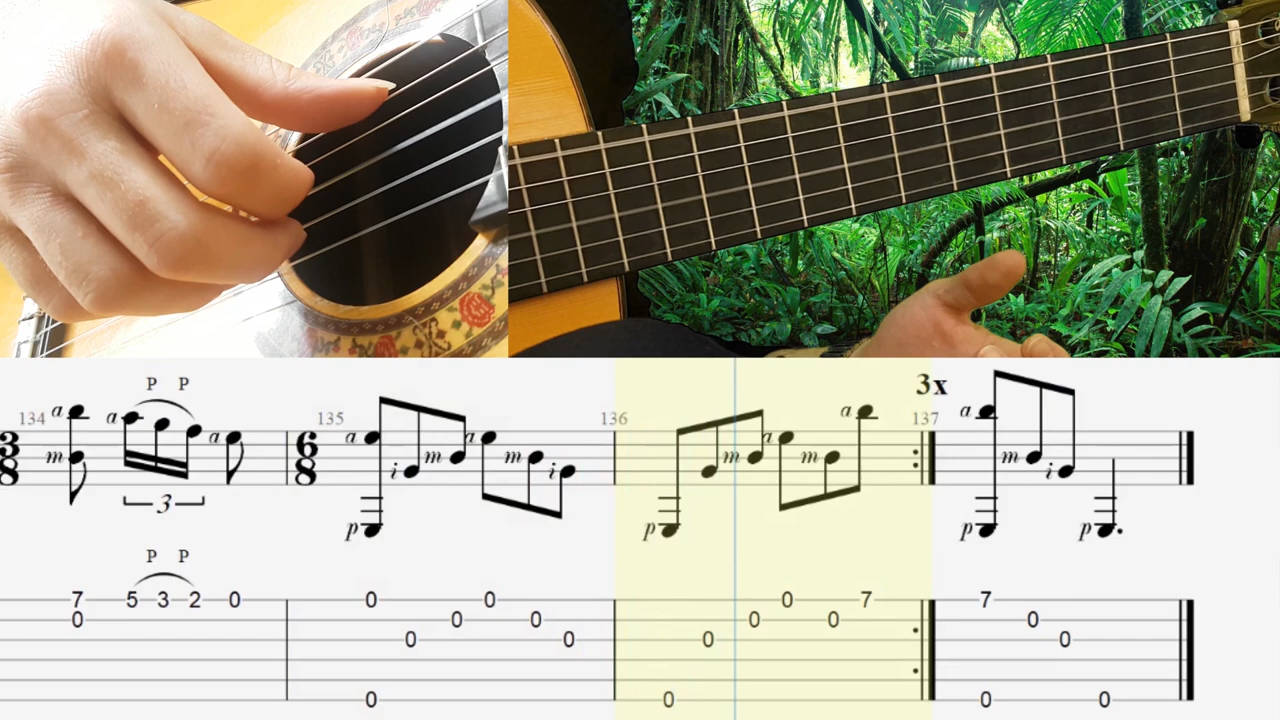 P P 3x
134 a a a 135 a a 136 a a 137 a
3 m 6 i m m i m m m i
8 8
3 p p p p
P P
7 5 3 2 0 0 0 0 7 7
0 0 0 0 0 0
0 0 0 0
0 0 0 0